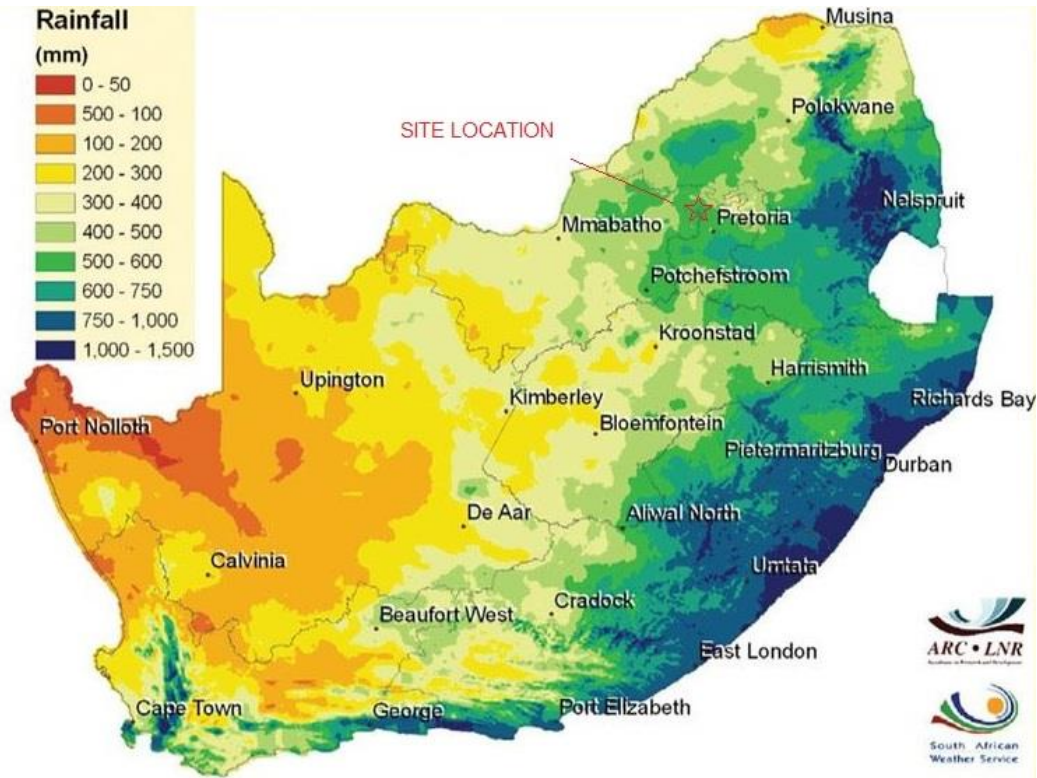 Rainfall
(mm)
0 - 50
500 - 100
100 - 200
200 - 300
300 - 400
400 - 500
500 - 600
600 - 750
750 - 1,000
1,000 - 1,500
SITE LOCATION
Musina
Polokwane
Nelspruit
Mmabatho
Pretoria
Potchefstroom
Kroonstad
Harrismith
Upington
Kimberley
Richards Bay
Port Nolloth
Bloemfontein
Pietermaritzburg
Durban
De Aar
Aliwal North
Calvinia
Umtata
Beaufort West
Cradock
East London
Cape Town
George
Port Elizabeth
ARC • LNR
South African
Weather Service